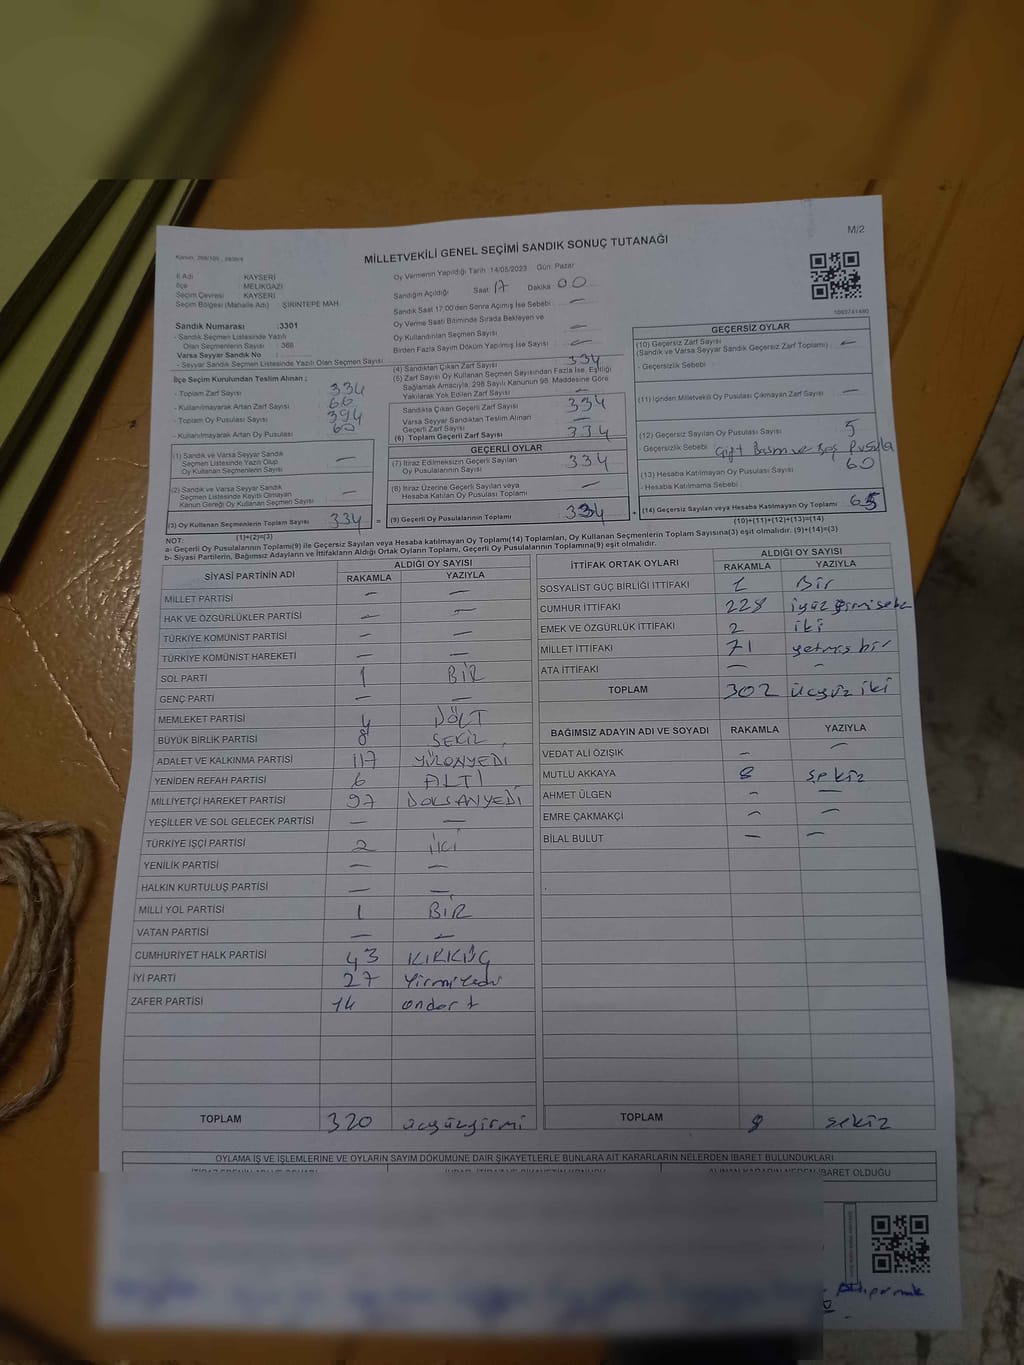 M/2
Kanun: 298/105 , 2839/4
MİLLETVEKİLİ GENEL SEÇİMİ SANDIK SONUÇ TUTANAĞI
İl Adı : KAYSERİ
İlçe : MELİKGAZİ
Seçim Çevresi : KAYSERİ
Seçim Bölgesi (Mahalle Adı) : ŞİRİNTEPE MAH.
Sandık Numarası :3301
- Sandık Seçmen Listesinde Yazılı
Olan Seçmenlerin Sayısı : 368
Varsa Seyyar Sandık No :
- Seyyar Sandık Seçmen Listesinde Yazılı Olan Seçmen Sayısı :
Oy Vermenin Yapıldığı Tarih :14/05/2023 Gün: Pazar
Sandığın Açıldığı Saat: 17 Dakika 00
Sandık Saat 17:00'den Sonra Açımış İse Sebebi : —
Oy Verme Saati Bitiminde Sırada Bekleyen ve
Oy Kullandırılan Seçmen Sayısı : —
Birden Fazla Sayım Döküm Yapılmış İse Sayısı : —
1060741490
İlçe Seçim Kurulundan Teslim Alınan ;
- Toplam Zarf Sayısı : 334
- Kullanılmayarak Artan Zarf Sayısı : 66
- Toplam Oy Pusulası Sayısı : 394
- Kullanılmayarak Artan Oy Pusulası : 60
(1) Sandık ve Varsa Seyyar Sandık
Seçmen Listesinde Yazılı Olup
Oy Kullanan Seçmenlerin Sayısı —
(2) Sandık ve Varsa Seyyar Sandık
Seçmen Listesinde Kayıtlı Olmayan
Kanun Gereği Oy Kullanan Seçmenlerin Sayısı —
(3) Oy Kullanan Seçmenlerin Toplam Sayısı 334 =
(1)+(2)=(3)
(4) Sandıktan Çıkan Zarf Sayısı : 334
(5) Zarf Sayısı Oy Kullanan Seçmen Sayısından Fazla İse, Eşitliği
Sağlamak Amacıyla, 298 Sayılı Kanunun 98. Maddesine Göre
Yakılarak Yok Edilen Zarf Sayısı :
Sandıkta Çıkan Geçerli Zarf Sayısı : 334
Varsa Seyyar Sandıktan Teslim Alınan
Geçerli Zarf Sayısı : —
(6) Toplam Geçerli Zarf Sayısı : 334
GEÇERLİ OYLAR
(7) İtiraz Edilmeksizin Geçerli Sayılan
Oy Pusulalarının Sayısı : 334
(8) İtiraz Üzerine Geçerli Sayılan veya
Hesaba Katılan Oy Pusulası Toplamı : —
(9) Geçerli Oy Pusulalarının Toplamı : 334 +
GEÇERSİZ OYLAR
(10) Geçersiz Zarf Sayısı
(Sandık ve Varsa Seyyar Sandık Geçersiz Zarf Toplamı) : —
- Geçersizlik Sebebi :
(11) İçinden Milletvekili Oy Pusulası Çıkmayan Zarf Sayısı : —
(12) Geçersiz Sayılan Oy Pusulası Sayısı : 5
- Geçersizlik Sebebi : Çift Basım ve Boş Pusula
(13) Hesaba Katılmayan Oy Pusulası Sayısı : 60
- Hesaba Katılmama Sebebi :
(14) Geçersiz Sayılan veya Hesaba Katılmayan Oy Toplamı : 65
(10)+(11)+(12)+(13)=(14)
NOT:
a- Geçerli Oy Pusulalarının Toplamı(9) ile Geçersiz Sayılan veya Hesaba katılmayan Oy Toplamı(14) Toplamları, Oy Kullanan Seçmenlerin Toplam Sayısına(3) eşit olmalıdır. (9)+(14)=(3)
b- Siyasi Partilerin, Bağımsız Adayların ve İttifakların Aldığı Ortak Oyların Toplamı, Geçerli Oy Pusulalarının Toplamına(9) eşit olmalıdır.
SİYASİ PARTİNİN ADI ALDIĞI OY SAYISI
RAKAMLA YAZIYLA
MİLLET PARTİSİ — —
HAK VE ÖZGÜRLÜKLER PARTİSİ — —
TÜRKİYE KOMÜNİST PARTİSİ — —
TÜRKİYE KOMÜNİST HAREKETİ — —
SOL PARTİ 1 BİR
GENÇ PARTİ — —
MEMLEKET PARTİSİ 4 DÖLT
BÜYÜK BİRLİK PARTİSİ 8 SEKİZ
ADALET VE KALKINMA PARTİSİ 117 YÜZONYEDİ
YENİDEN REFAH PARTİSİ 6 ALTI
MİLLİYETÇİ HAREKET PARTİSİ 97 DOKSANYEDİ
YEŞİLLER VE SOL GELECEK PARTİSİ — —
TÜRKİYE İŞÇİ PARTİSİ 2 İKİ
YENİLİK PARTİSİ — —
HALKIN KURTULUŞ PARTİSİ — —
MİLLİ YOL PARTİSİ 1 BİR
VATAN PARTİSİ — —
CUMHURİYET HALK PARTİSİ 43 KIRKÜÇ
İYİ PARTİ 27 Yirmiyedi
ZAFER PARTİSİ 14 ondört
TOPLAM 320 üçyüzyirmi
İTTİFAK ORTAK OYLARI ALDIĞI OY SAYISI
RAKAMLA YAZIYLA
SOSYALİST GÜÇ BİRLİĞİ İTTİFAKI 1 Bir
CUMHUR İTTİFAKI 228 ikiyüzyirmisekiz
EMEK VE ÖZGÜRLÜK İTTİFAKI 2 iki
MİLLET İTTİFAKI 71 yetmiş bir
ATA İTTİFAKI — —
TOPLAM 302 üçyüz iki
BAĞIMSIZ ADAYIN ADI VE SOYADI RAKAMLA YAZIYLA
VEDAT ALİ ÖZIŞIK — —
MUTLU AKKAYA 8 sekiz
AHMET ÜLGEN — —
EMRE ÇAKMAKÇİ — —
BİLAL BULUT — —
TOPLAM 8 sekiz
OYLAMA İŞ VE İŞLEMLERİNE VE OYLARIN SAYIM DÖKÜMÜNE DAİR ŞİKAYETLERLE BUNLARA AİT KARARLARIN NELERDEN İBARET BULUNDUKLARI
ALINAN KARARIN NEDEN İBARET OLDUĞU